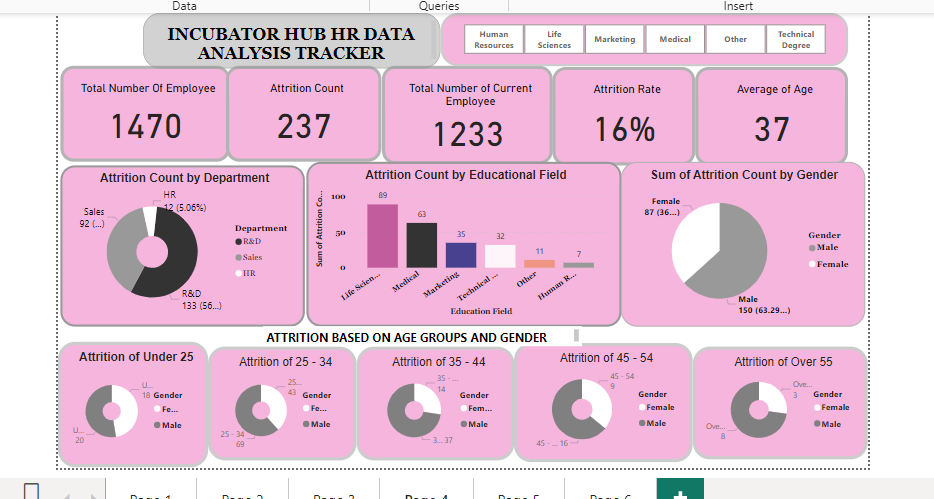 Data
Queries
Insert
INCUBATOR HUB HR DATA
ANALYSIS TRACKER
Human
Resources
Life
Sciences
Marketing
Medical
Other
Technical
Degree
Total Number Of Employee
1470
Attrition Count
237
Total Number of Current
Employee
1233
Attrition Rate
16%
Average of Age
37
Attrition Count by Department
HR
12 (5.06%)
Sales
92 (...)
R&D
133 (56...)
Department
R&D
Sales
HR
Attrition Count by Educational Field
Sum of Attrition Co...
100
50
0
89
63
35
32
11
7
Life Scien...
Medical
Marketing
Technical ...
Other
Human R...
Education Field
Sum of Attrition Count by Gender
Female
87 (36...)
Male
150 (63.29...)
Gender
Male
Female
ATTRITION BASED ON AGE GROUPS AND GENDER
Attrition of Under 25
U...
18
U...
20
Gender
Fe...
Male
Attrition of 25 - 34
25...
43
25 - 34
69
Gender
Fe...
Male
Attrition of 35 - 44
35 - ...
14
3... 37
Gender
Fem...
Male
Attrition of 45 - 54
45 - 54
9
45 - ... 16
Gender
Female
Male
Attrition of Over 55
Ove...
3
Ove...
8
Gender
Female
Male
Page 1
Page 2
Page 3
Page 4
Page 5
Page 6